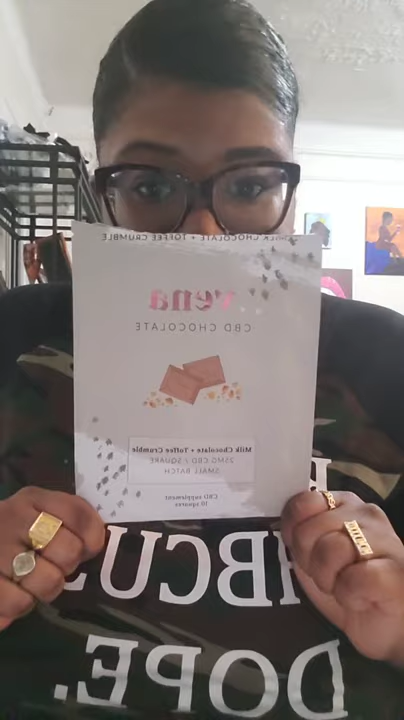 MILK CHOCOLATE + TOFFEE CRUMBLE
vena
CBD CHOCOLATE
Milk Chocolate + Toffee Crumble
25MG CBD / SQUARE
SMALL BATCH
CBD supplement
10 squares
DOPE.